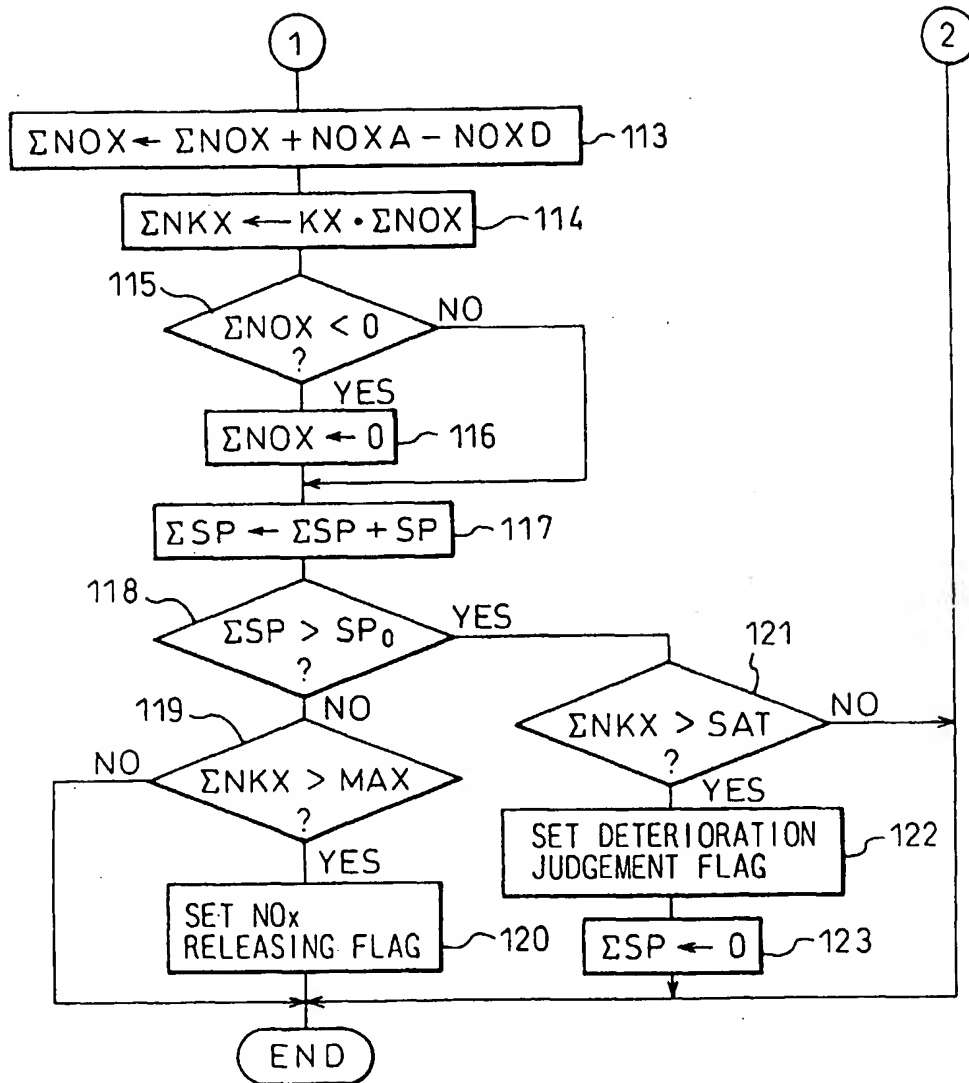 1
2
ΣNOX ← ΣNOX + NOXA − NOXD
113
ΣNKX ← KX · ΣNOX
114
115
ΣNOX < 0
?
NO
YES
ΣNOX ← 0
116
ΣSP ← ΣSP + SP
117
118
ΣSP > SP₀
?
YES
NO
119
ΣNKX > MAX
?
NO
YES
121
ΣNKX > SAT
?
NO
YES
SET DETERIORATION
JUDGEMENT FLAG
122
SET NOx
RELEASING FLAG
120
ΣSP ← 0
123
END